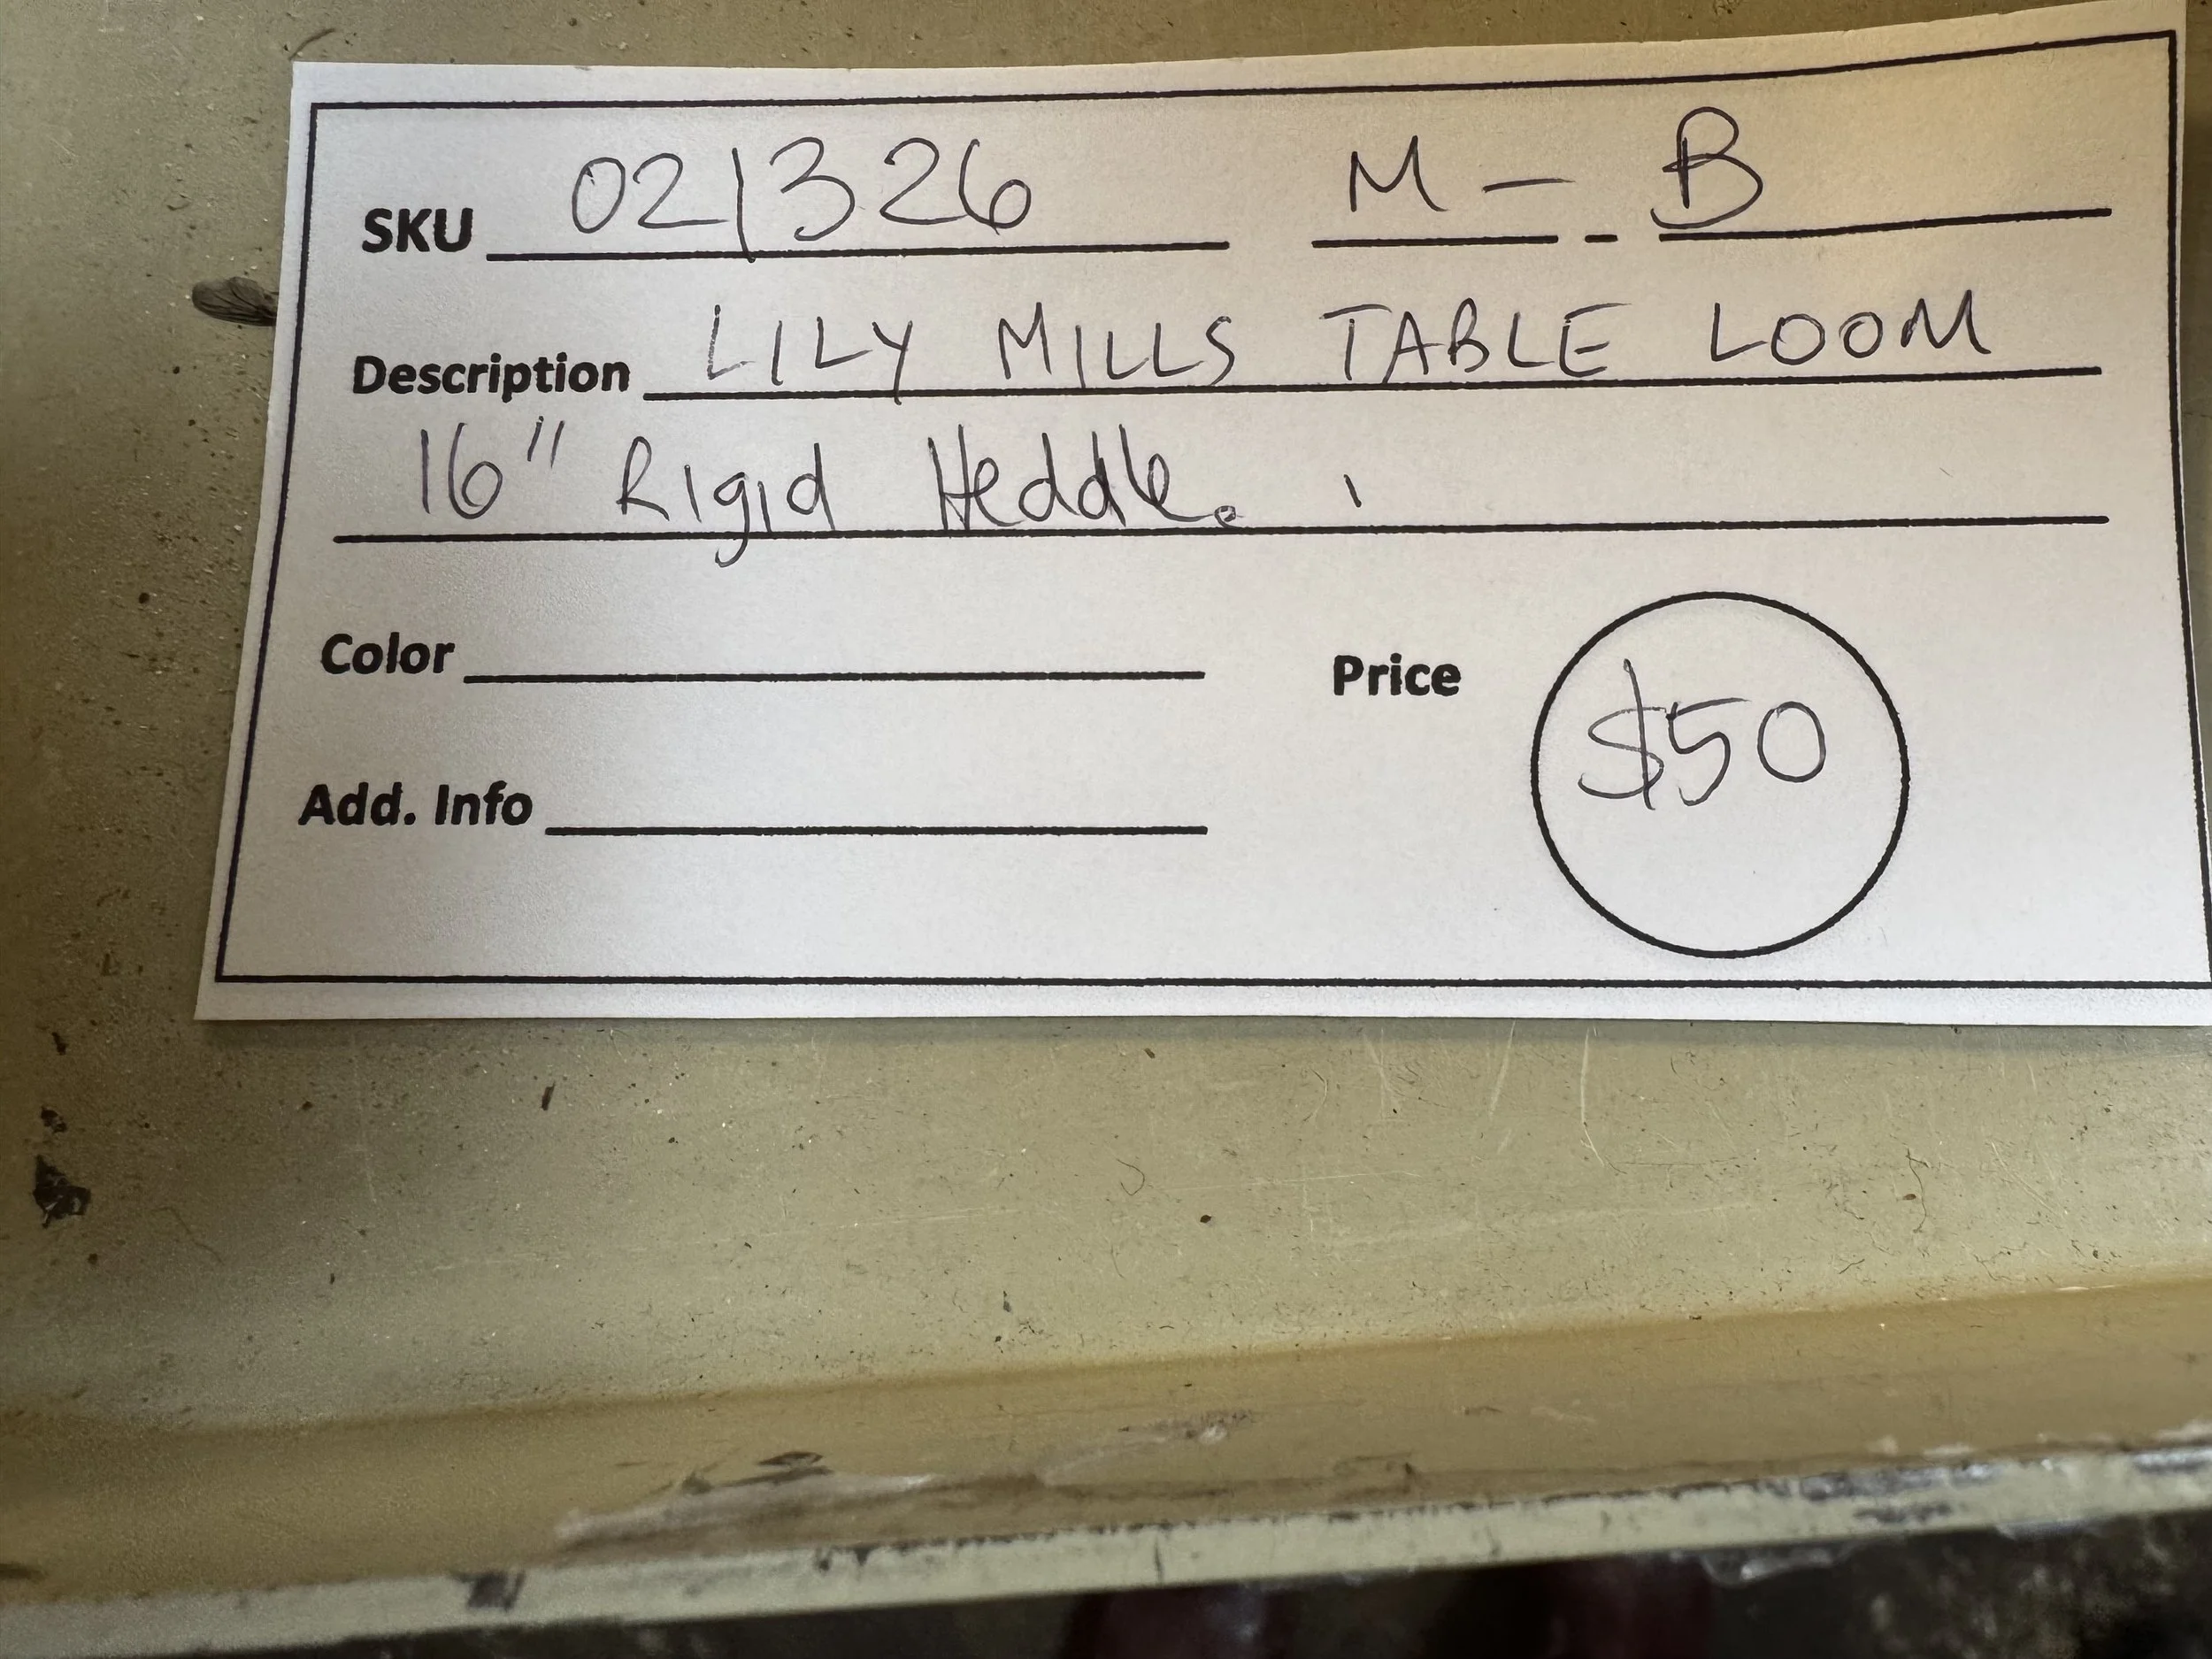 SKU 021326 M - B
Description LILY MILLS TABLE LOOM
16" Rigid Heddle.
Color
Price $50
Add. Info